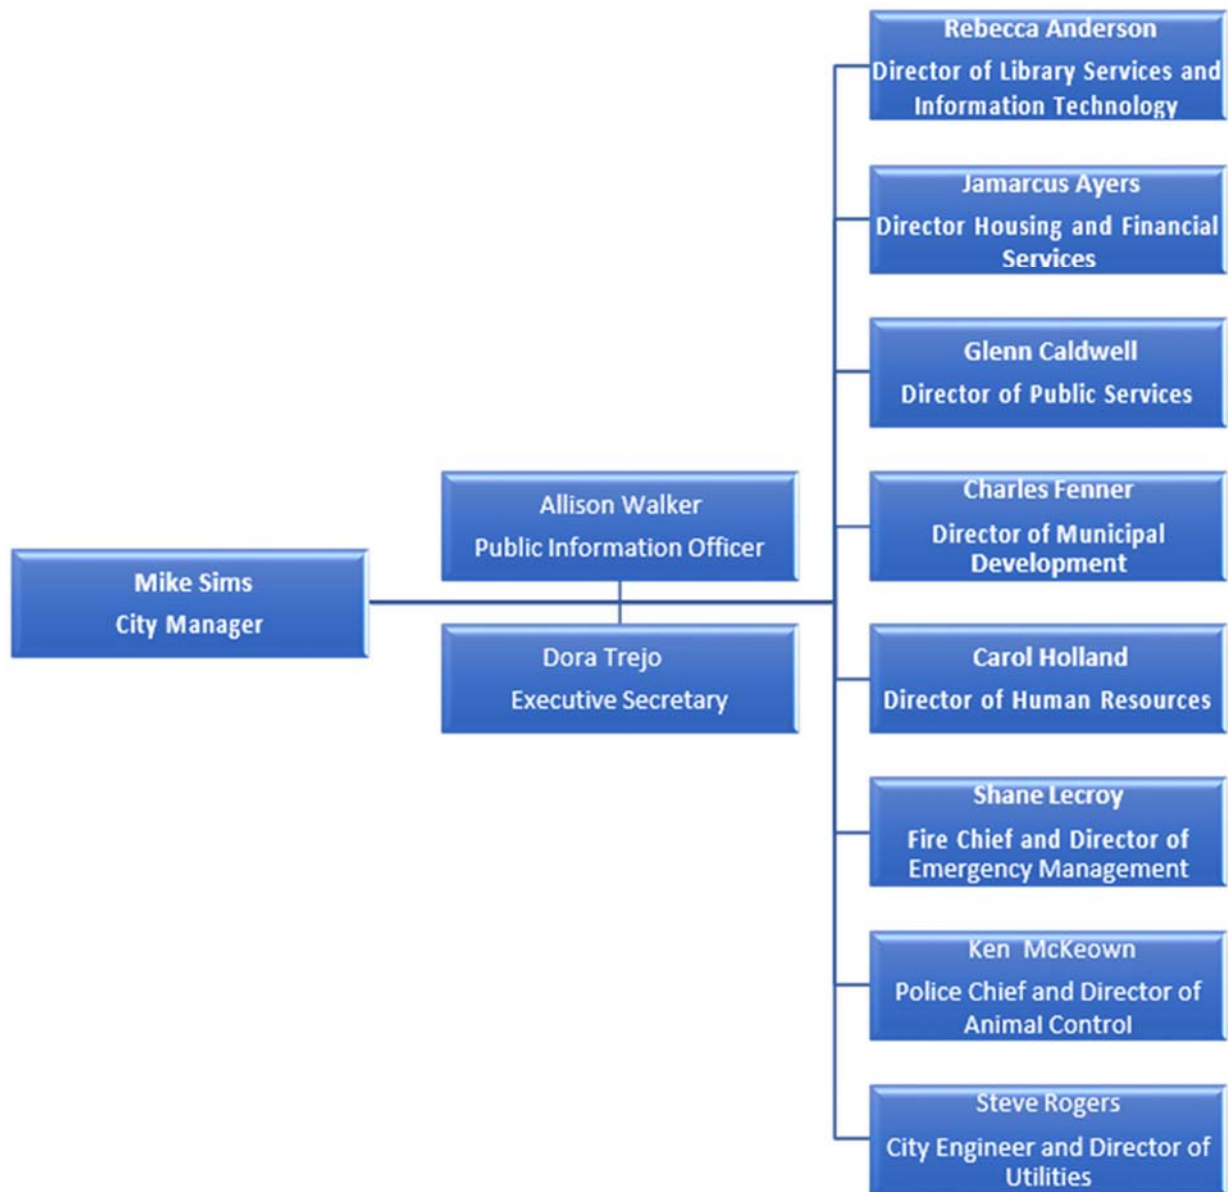 Rebecca Anderson
Director of Library Services and
Information Technology
Jamarcus Ayers
Director Housing and Financial
Services
Glenn Caldwell
Director of Public Services
Allison Walker
Public Information Officer
Charles Fenner
Director of Municipal
Development
Mike Sims
City Manager
Dora Trejo
Executive Secretary
Carol Holland
Director of Human Resources
Shane Lecroy
Fire Chief and Director of
Emergency Management
Ken McKeown
Police Chief and Director of
Animal Control
Steve Rogers
City Engineer and Director of
Utilities